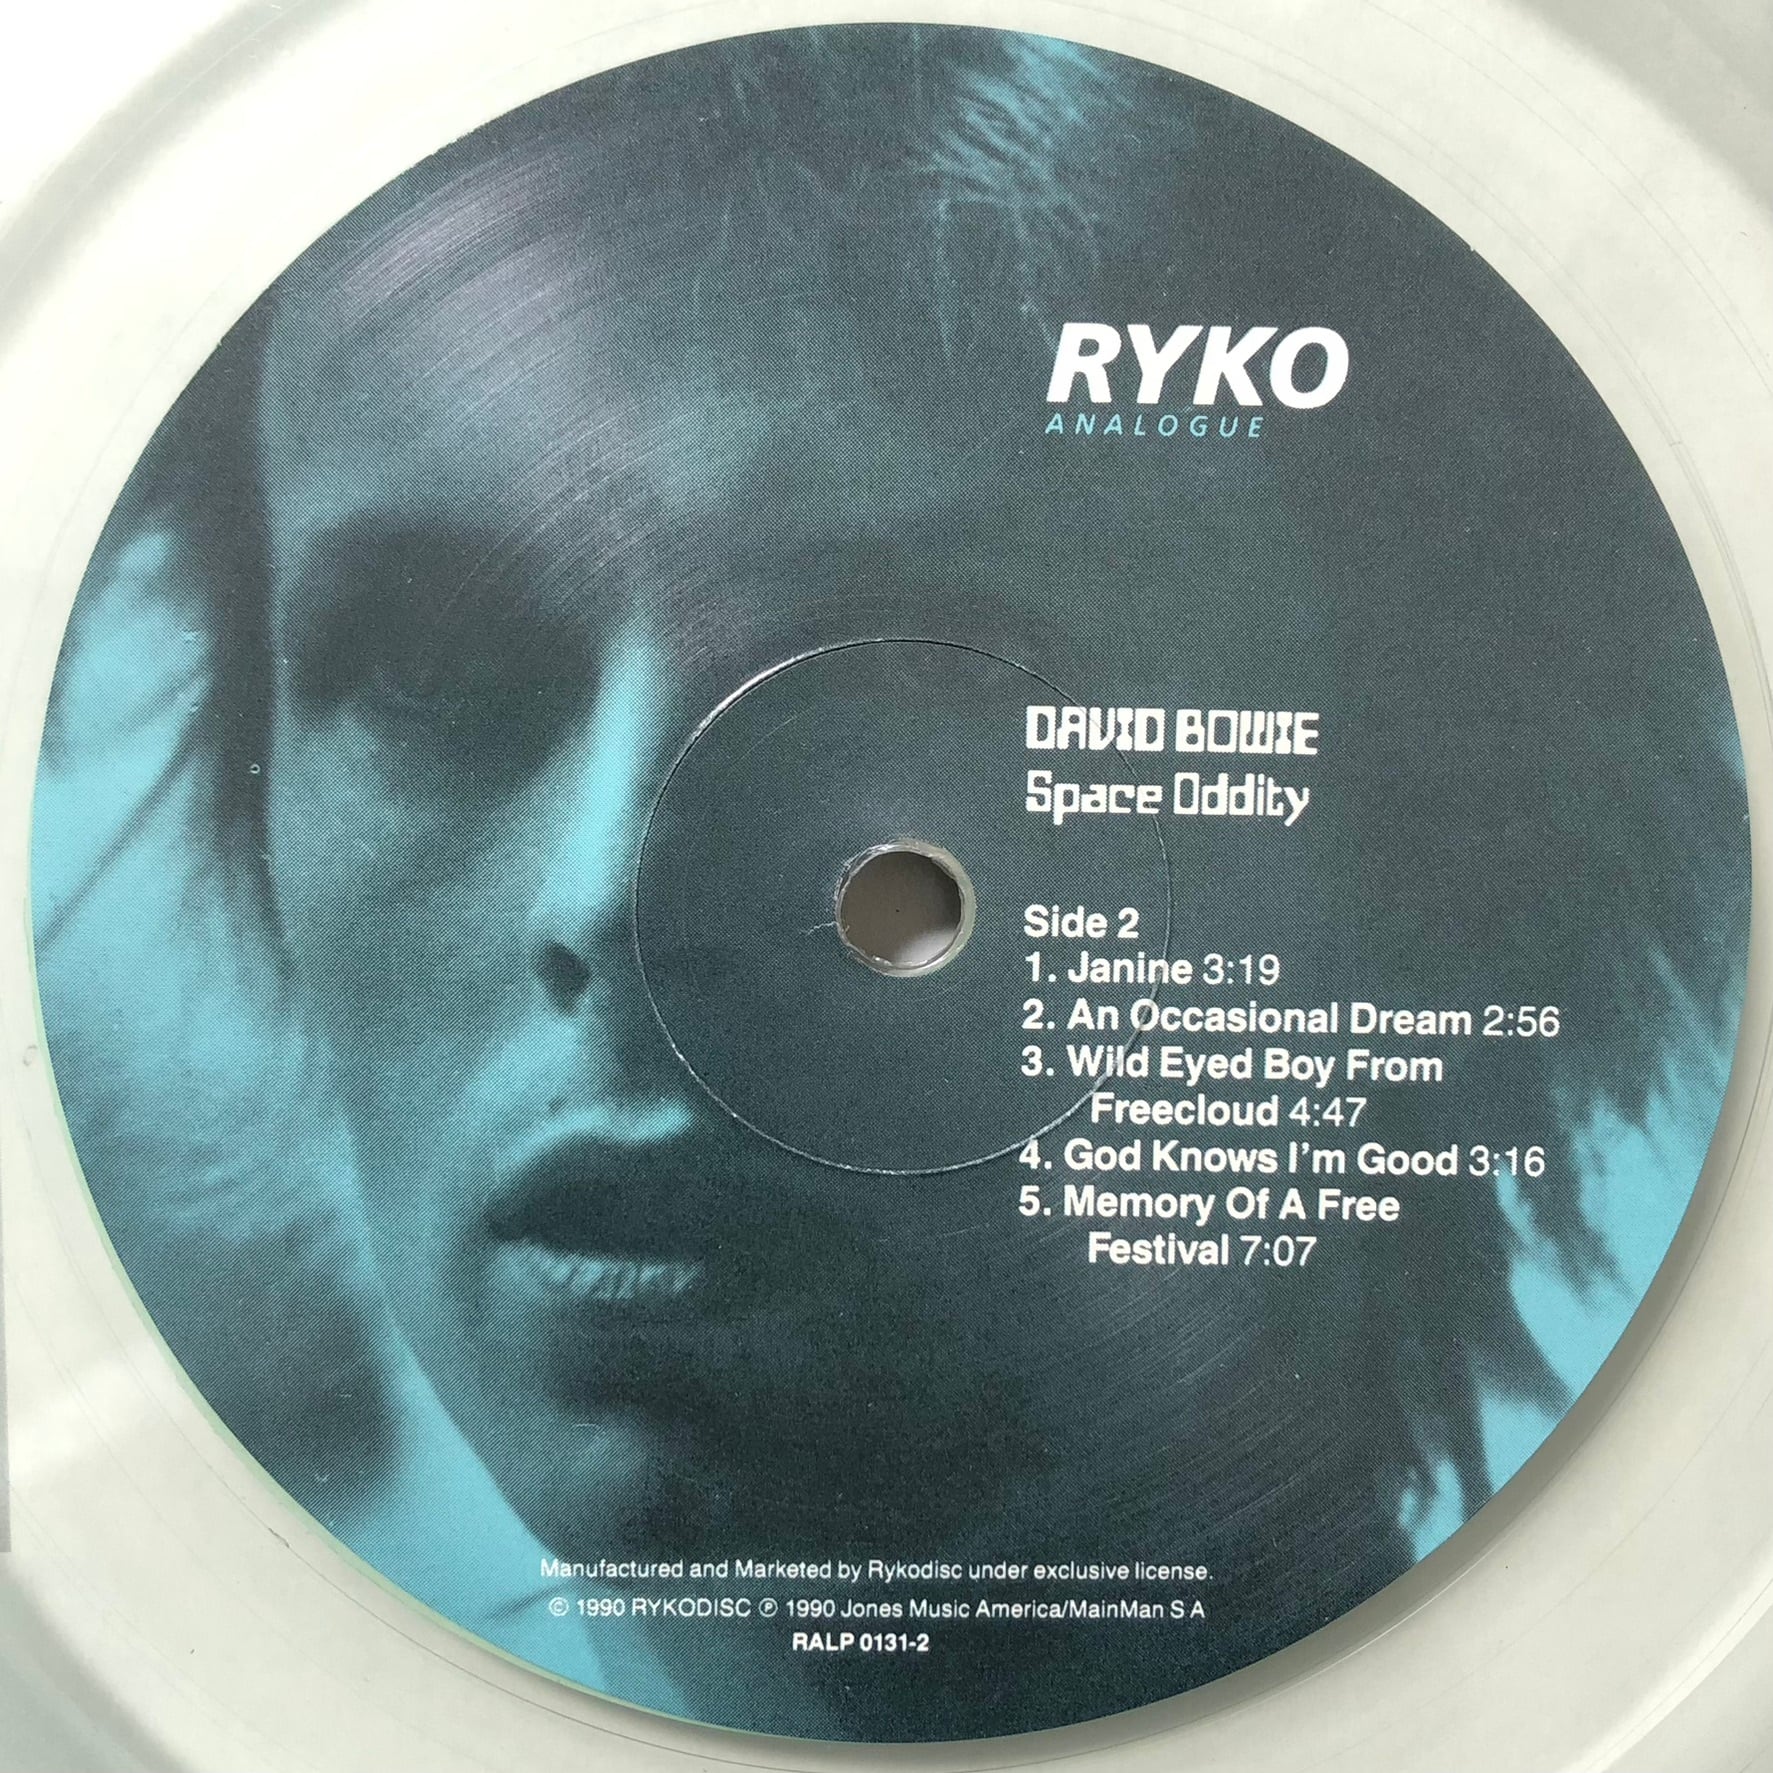 RYKO
ANALOGUE
DAVID BOWIE
Space Oddity
Side 2
1. Janine 3:19
2. An Occasional Dream 2:56
3. Wild Eyed Boy From
Freecloud 4:47
4. God Knows I'm Good 3:16
5. Memory Of A Free
Festival 7:07
Manufactured and Marketed by Rykodisc under exclusive license.
© 1990 RYKODISC ℗ 1990 Jones Music America/MainMan S A
RALP 0131-2